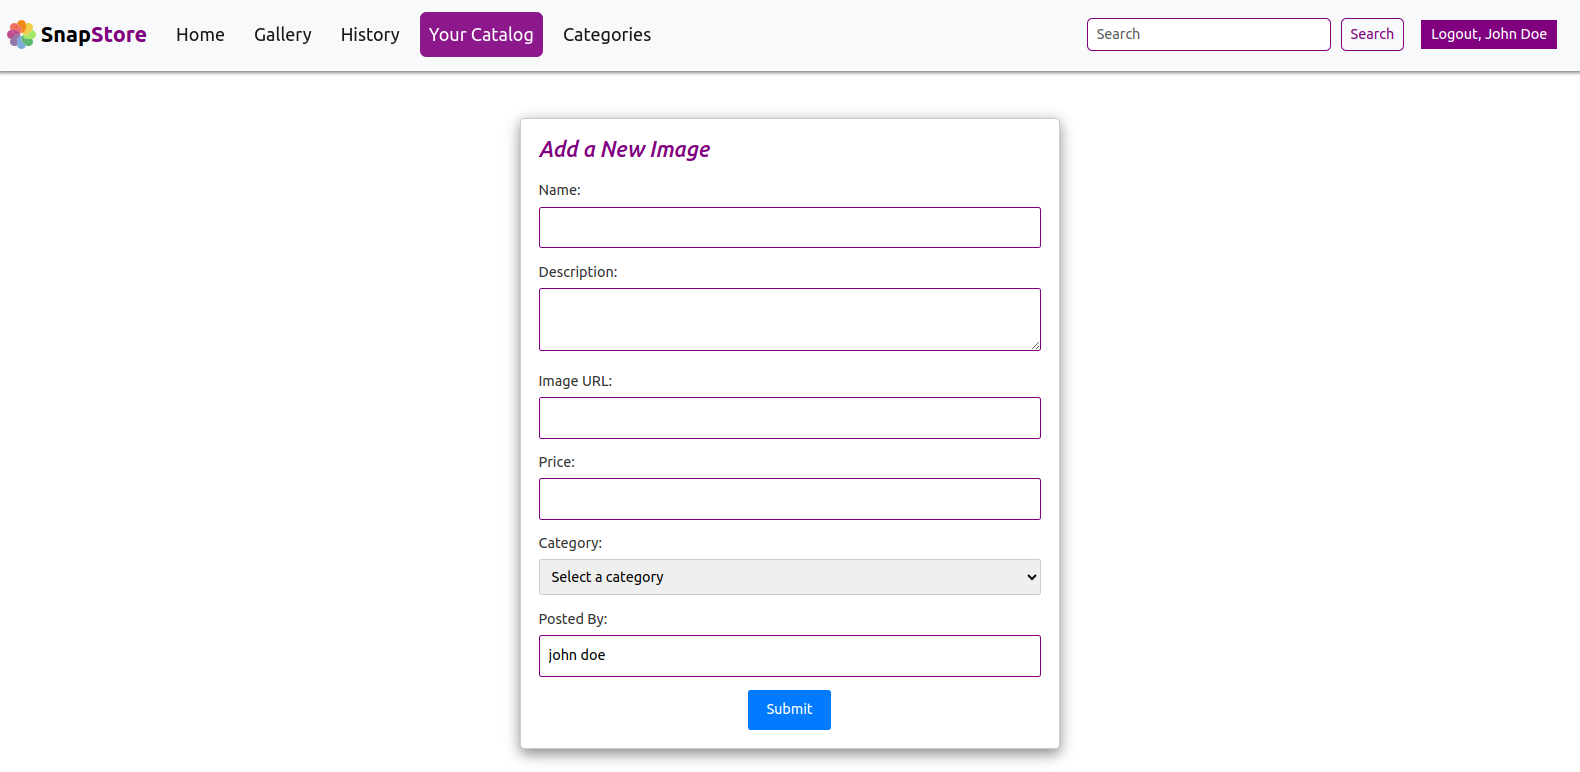 SnapStore Home Gallery History Your Catalog Categories Search Search Logout, John Doe
Add a New Image
Name:
Description:
Image URL:
Price:
Category:
Select a category
Posted By:
john doe
Submit